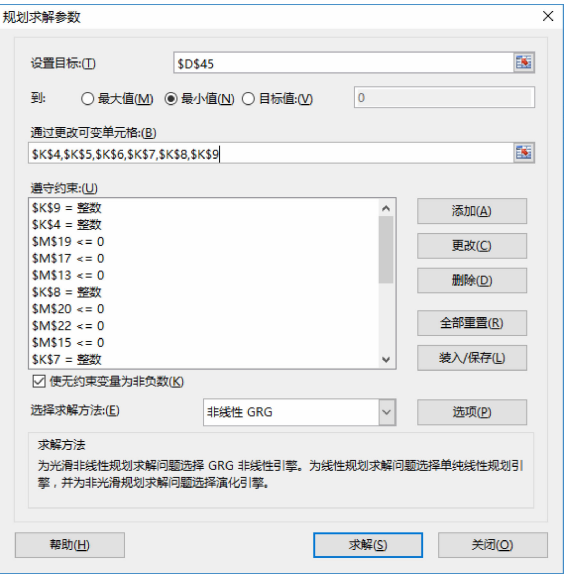 规划求解参数
设置目标:(T) $D$45
到: 最大值(M) 最小值(N) 目标值:(V) 0
通过更改可变单元格:(B)
$K$4,$K$5,$K$6,$K$7,$K$8,$K$9
遵守约束:(U)
$K$9 = 整数
$K$4 = 整数
$M$19 <= 0
$M$17 <= 0
$M$13 <= 0
$K$8 = 整数
$M$20 <= 0
$M$22 <= 0
$M$15 <= 0
$K$7 = 整数
添加(A)
更改(C)
删除(D)
全部重置(R)
装入/保存(L)
使无约束变量为非负数(K)
选择求解方法:(E) 非线性 GRG 选项(P)
求解方法
为光滑非线性规划求解问题选择 GRG 非线性引擎。为线性规划求解问题选择单纯线性规划引
擎，并为非光滑规划求解问题选择演化引擎。
帮助(H) 求解(S) 关闭(O)